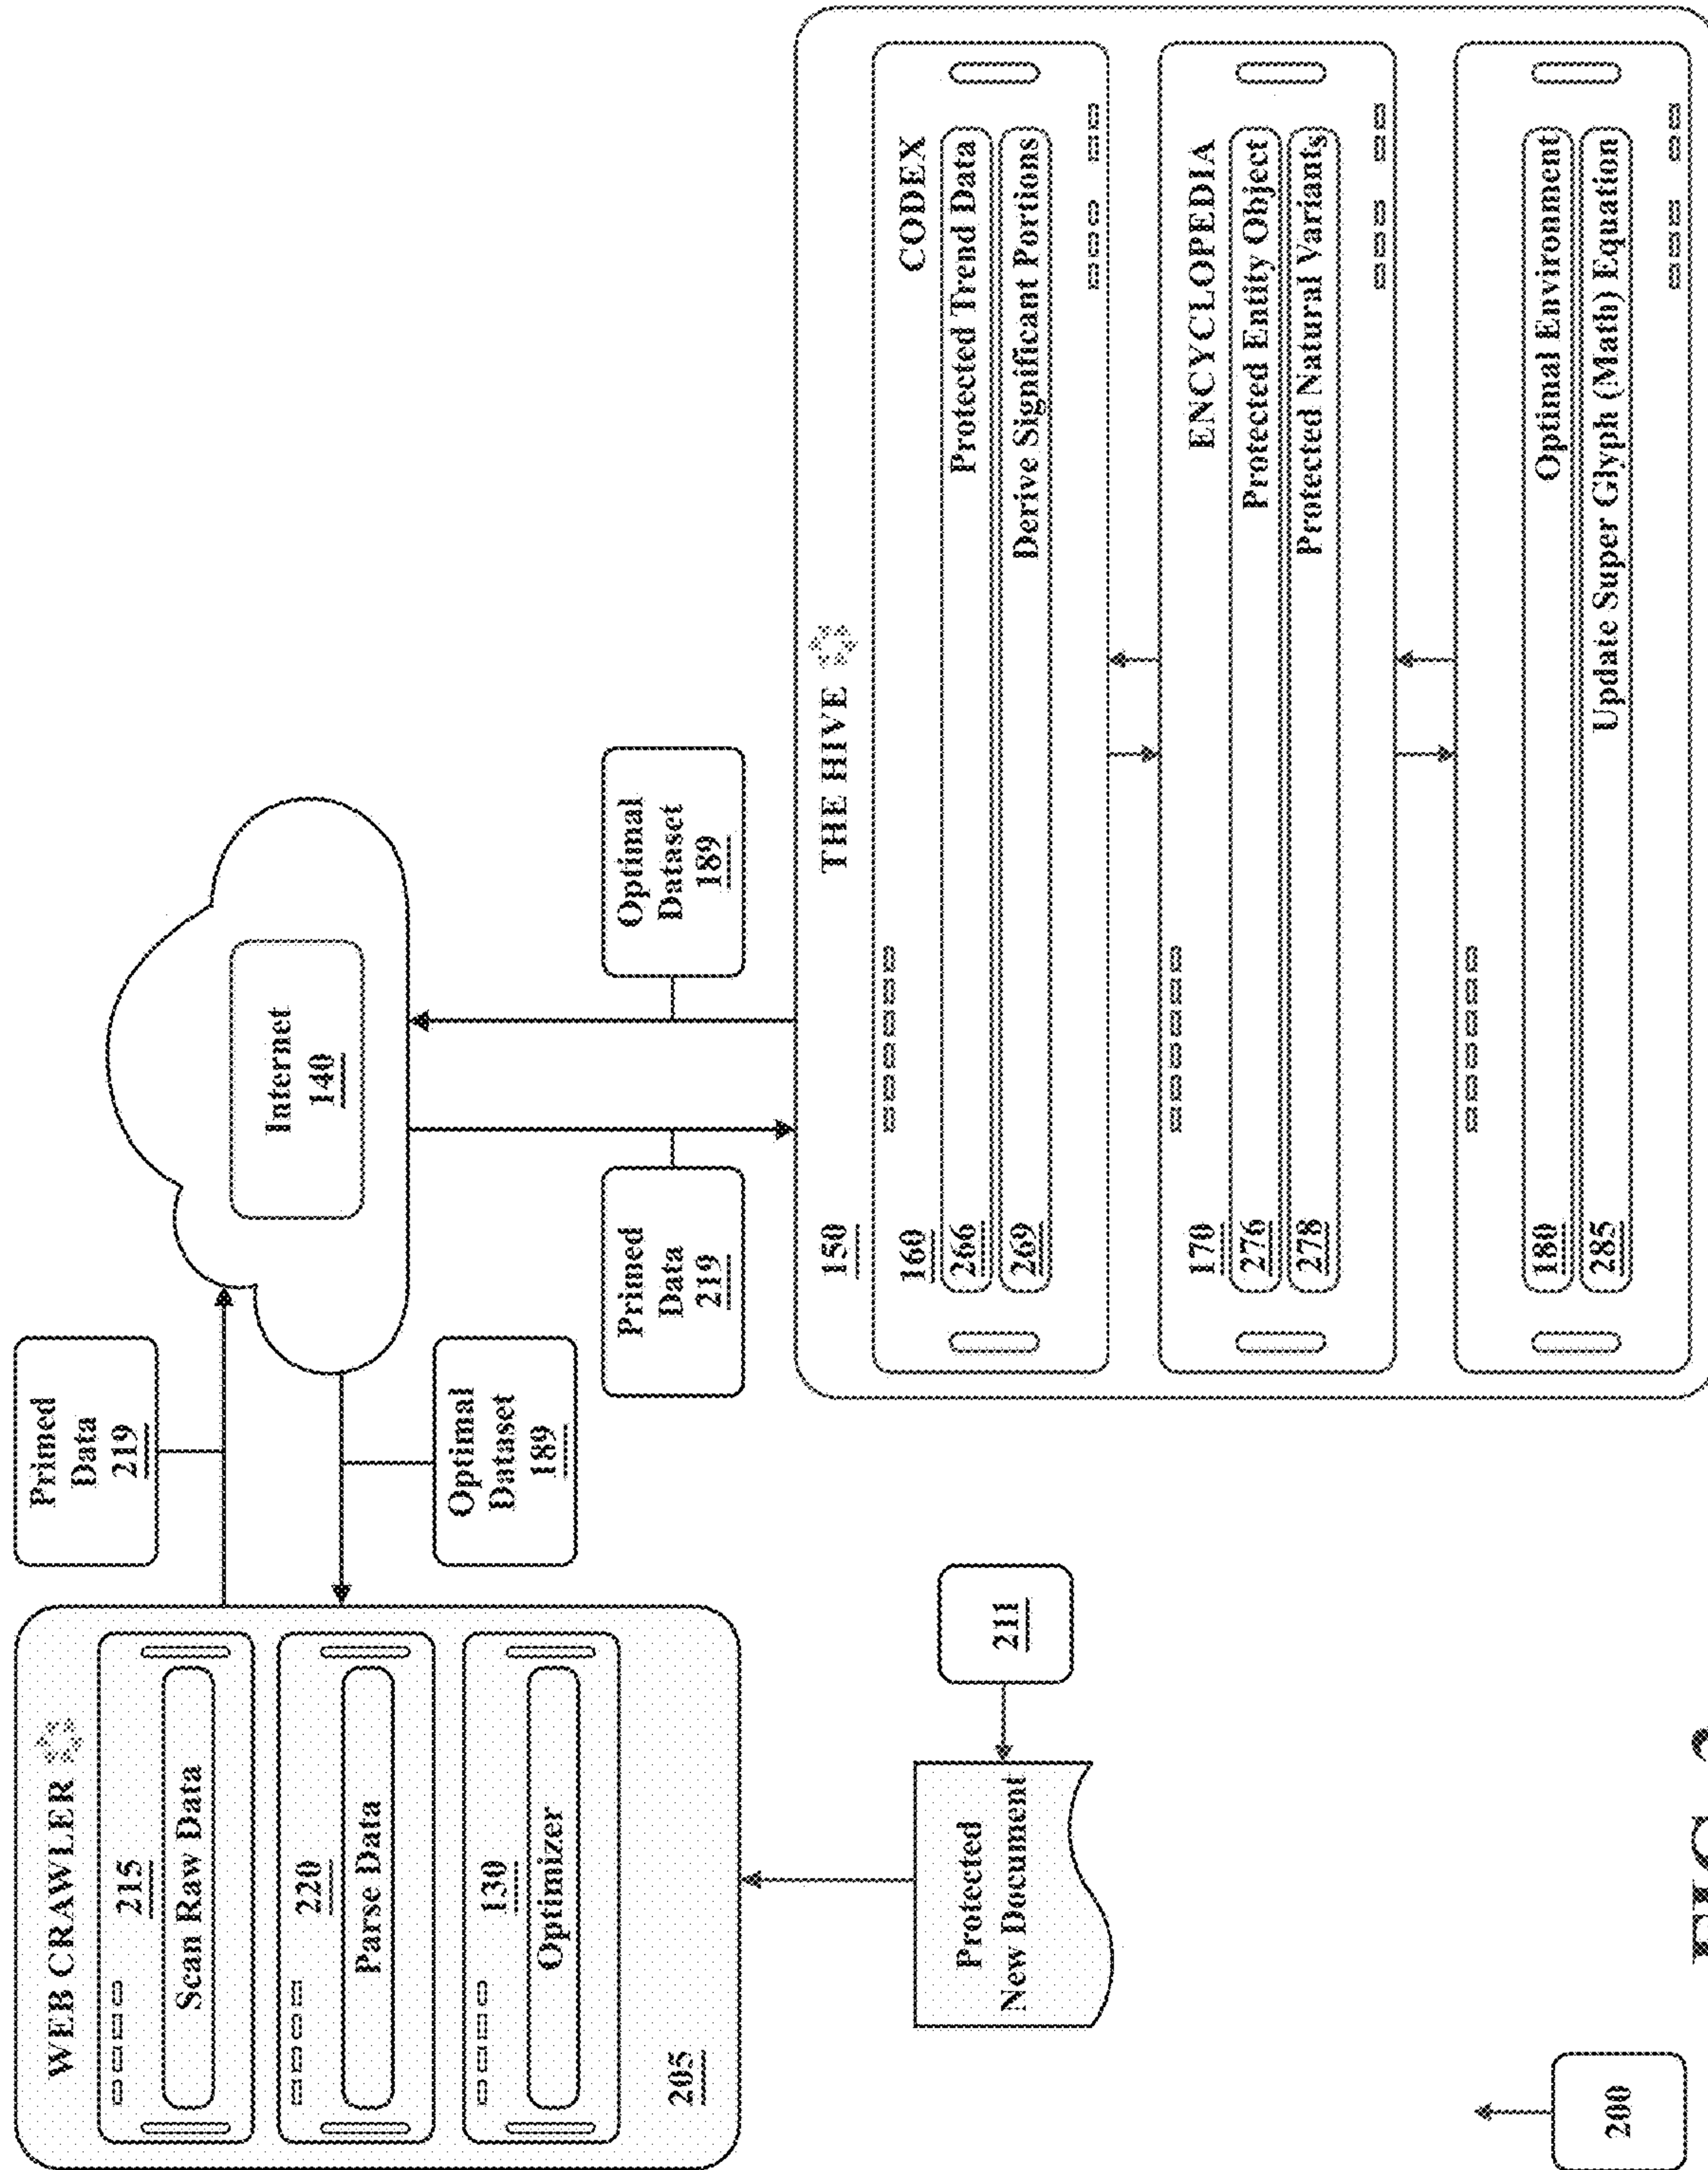 WEB CRAWLER
215
Scan Raw Data
220
Parse Data
130
Optimizer
205
Primed
Data
219
Optimal
Dataset
189
Internet
140
Primed
Data
219
Optimal
Dataset
189
Protected
New Document
211
200
THE HIVE
150
160
CODEX
266
Protected Trend Data
269
Derive Significant Portions
170
ENCYCLOPEDIA
276
Protected Entity Object
278
Protected Natural Variants
180
Optimal Environment
285
Update Super Glyph (Math) Equation